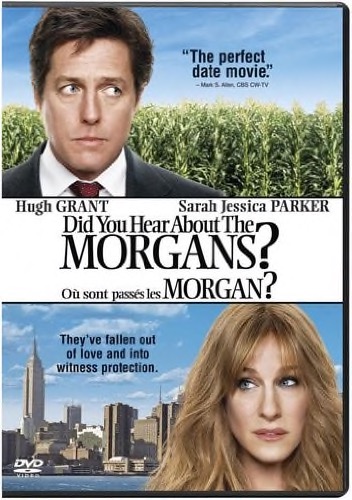 "The perfect
date movie."
– Mark S. Allen, CBS CW-TV
Hugh GRANT Sarah Jessica PARKER
Did You Hear About The
MORGANS?
Où sont passés les MORGAN?
They've fallen out
of love and into
witness protection.
DVD